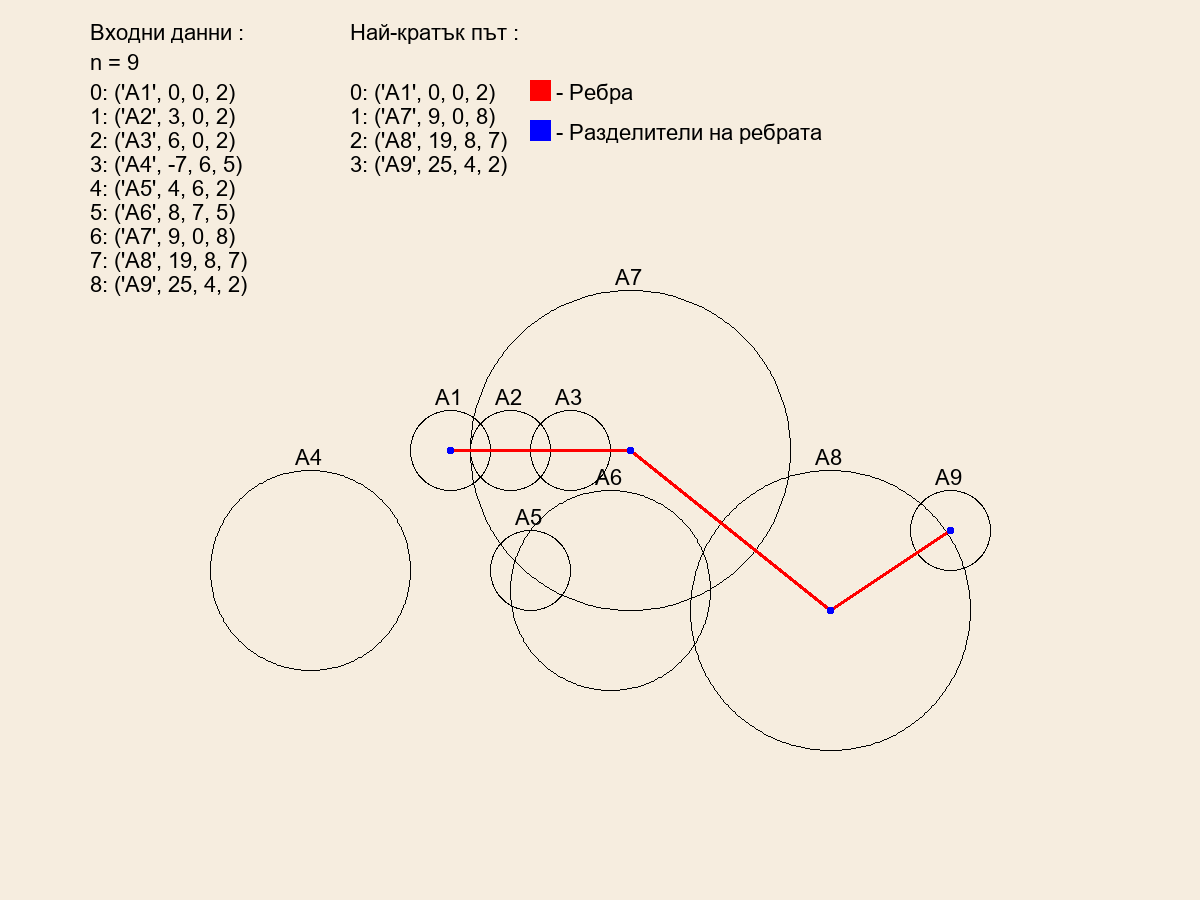 Входни данни :
n = 9
0: ('A1', 0, 0, 2)
1: ('A2', 3, 0, 2)
2: ('A3', 6, 0, 2)
3: ('A4', -7, 6, 5)
4: ('A5', 4, 6, 2)
5: ('A6', 8, 7, 5)
6: ('A7', 9, 0, 8)
7: ('A8', 19, 8, 7)
8: ('A9', 25, 4, 2)
Най-кратък път :
0: ('A1', 0, 0, 2)
1: ('A7', 9, 0, 8)
2: ('A8', 19, 8, 7)
3: ('A9', 25, 4, 2)
- Ребра
- Разделители на ребрата
A7
A1
A2
A3
A4
A8
A6
A9
A5